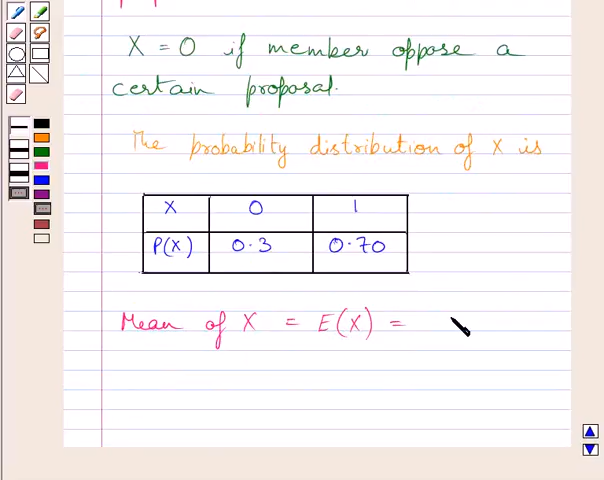 X = 0 if member oppose a
certain proposal.
The probability distribution of X is
X 0 1
P(X) 0.3 0.70
Mean of X = E(X) =